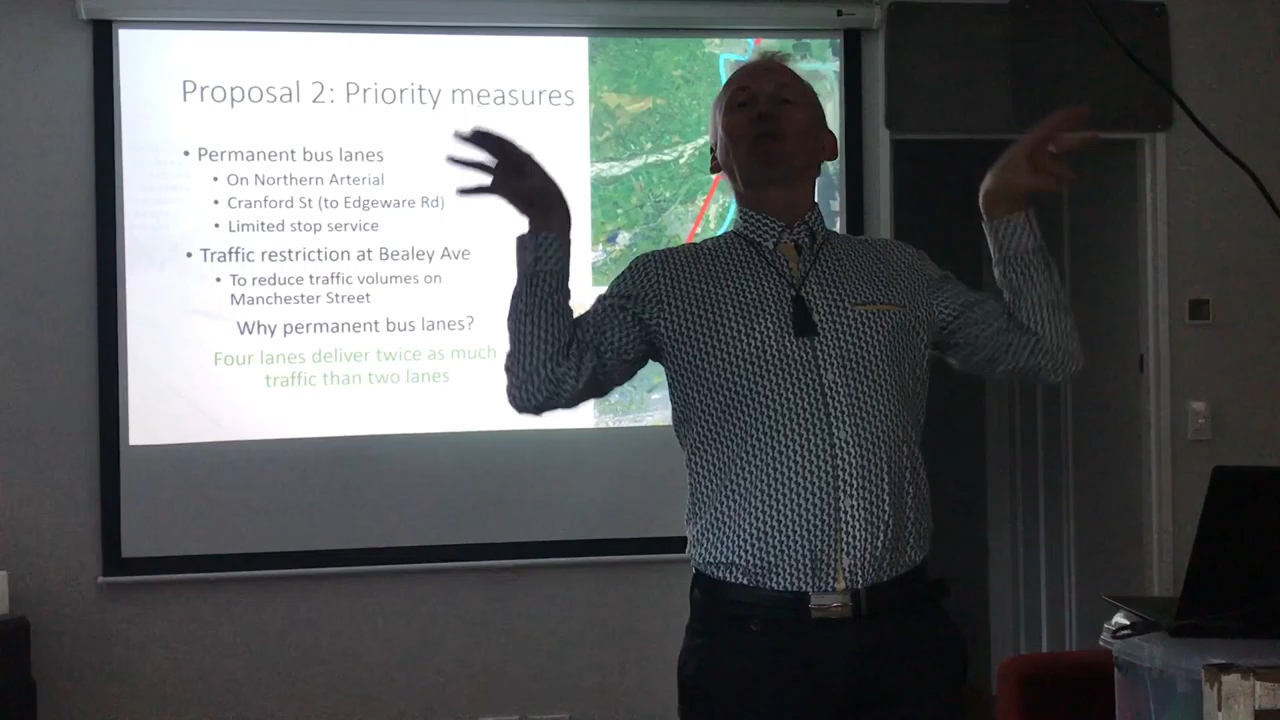 Proposal 2: Priority measures
• Permanent bus lanes
• On Northern Arterial
• Cranford St (to Edgeware Rd)
• Limited stop service
• Traffic restriction at Bealey Ave
• To reduce traffic volumes on
Manchester Street
Why permanent bus lanes?
Four lanes deliver twice as much
traffic than two lanes